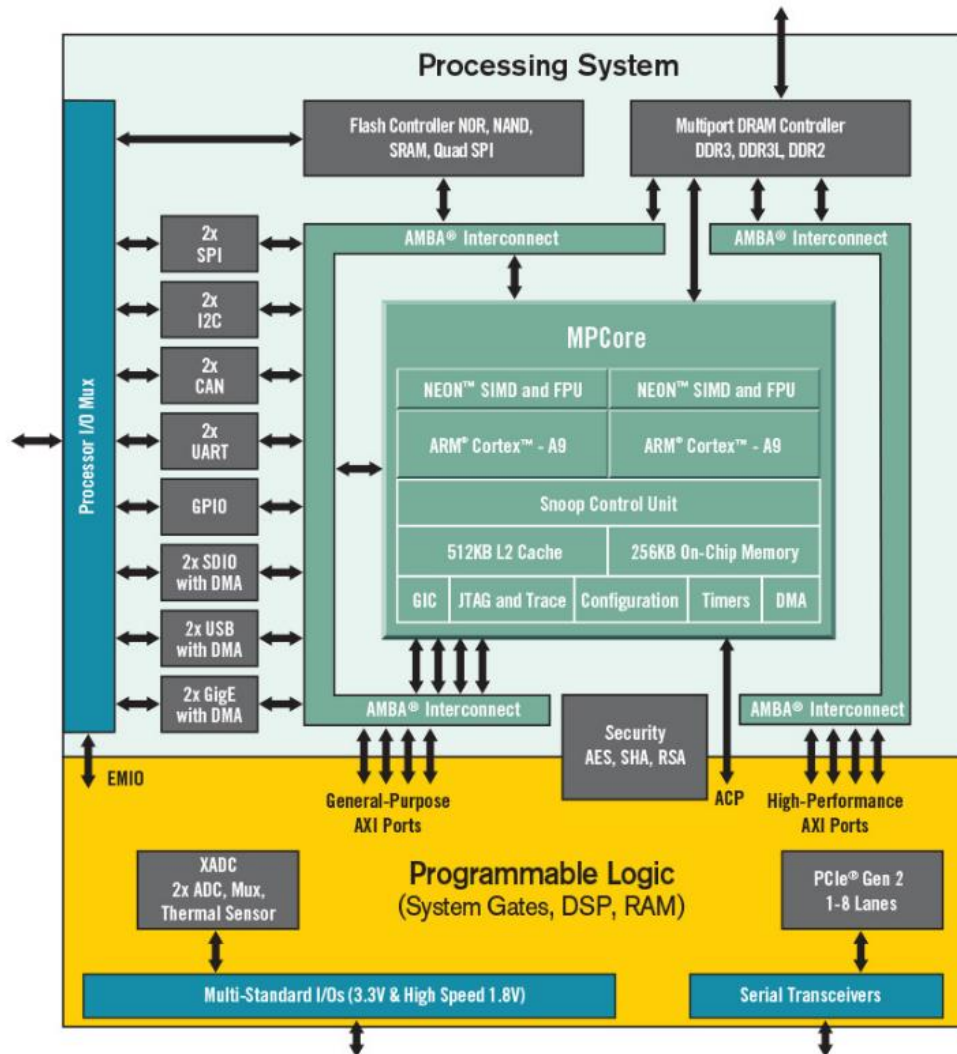 Processing System
Flash Controller NOR, NAND,
SRAM, Quad SPI
Multiport DRAM Controller
DDR3, DDR3L, DDR2
AMBA® Interconnect
AMBA® Interconnect
Processor I/O Mux
2x
SPI
2x
I2C
2x
CAN
2x
UART
GPIO
2x SDIO
with DMA
2x USB
with DMA
2x GigE
with DMA
MPCore
NEON™ SIMD and FPU
NEON™ SIMD and FPU
ARM® Cortex™ - A9
ARM® Cortex™ - A9
Snoop Control Unit
512KB L2 Cache
256KB On-Chip Memory
GIC
JTAG and Trace
Configuration
Timers
DMA
AMBA® Interconnect
AMBA® Interconnect
Security
AES, SHA, RSA
EMIO
General-Purpose
AXI Ports
ACP
High-Performance
AXI Ports
XADC
2x ADC, Mux,
Thermal Sensor
Programmable Logic
(System Gates, DSP, RAM)
PCIe® Gen 2
1-8 Lanes
Multi-Standard I/Os (3.3V & High Speed 1.8V)
Serial Transceivers